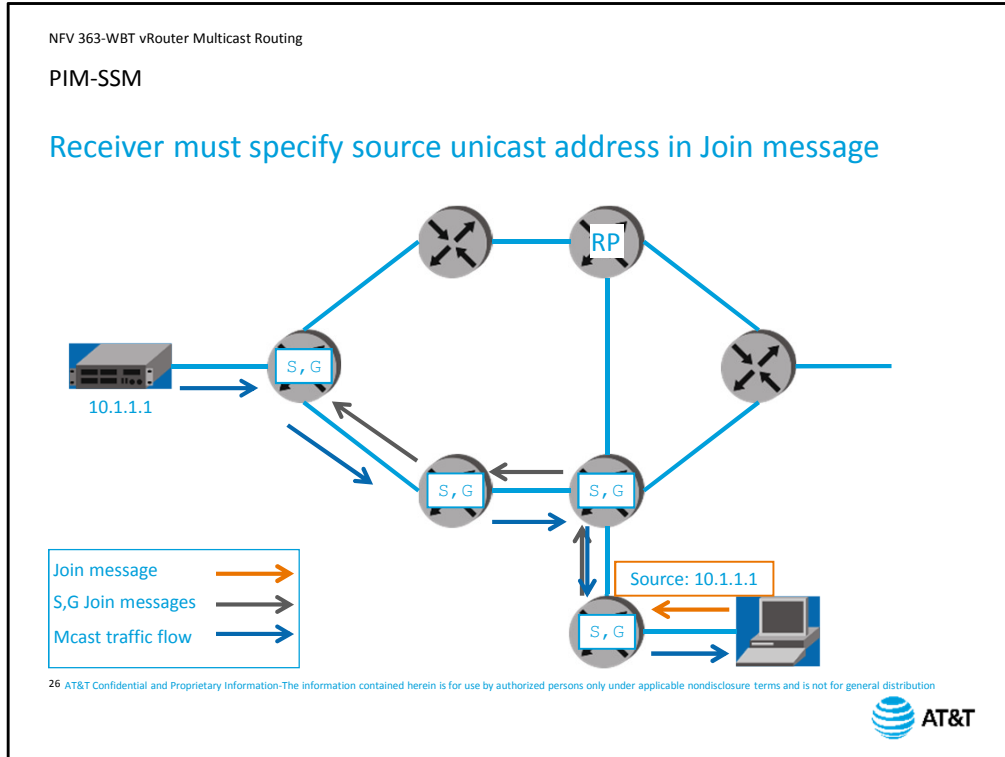 NFV 363-WBT vRouter Multicast Routing
PIM-SSM
Receiver must specify source unicast address in Join message
RP
S,G
10.1.1.1
S,G
S,G
Join message
S,G Join messages
Mcast traffic flow
Source: 10.1.1.1
S,G
26 AT&T Confidential and Proprietary Information-The information contained herein is for use by authorized persons only under applicable nondisclosure terms and is not for general distribution
AT&T